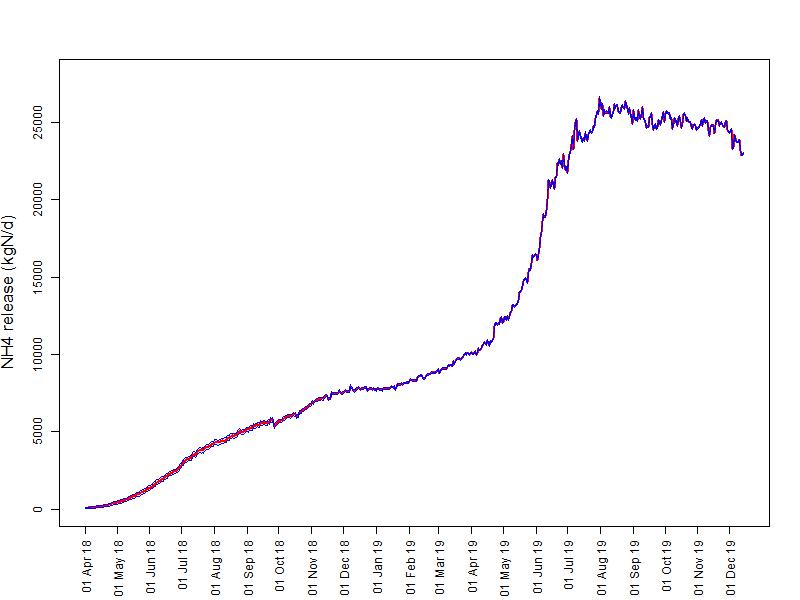 NH4 release (kgN/d)
25000
20000
15000
10000
5000
0
01 Apr 18
01 May 18
01 Jun 18
01 Jul 18
01 Aug 18
01 Sep 18
01 Oct 18
01 Nov 18
01 Dec 18
01 Jan 19
01 Feb 19
01 Mar 19
01 Apr 19
01 May 19
01 Jun 19
01 Jul 19
01 Aug 19
01 Sep 19
01 Oct 19
01 Nov 19
01 Dec 19